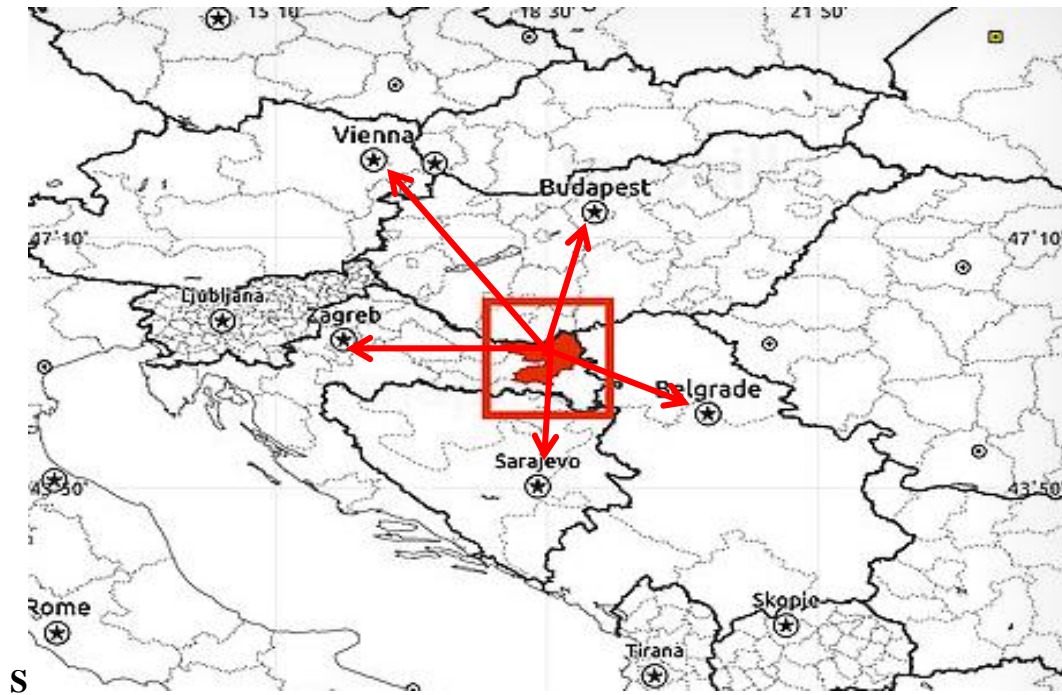 15°10' 18°30' 21°50'
Vienna
Budapest
47°10' 47°10'
Ljubljana
Zagreb
Belgrade
Sarajevo
43°50' 43°50'
Rome
Skopje
Tirana
S